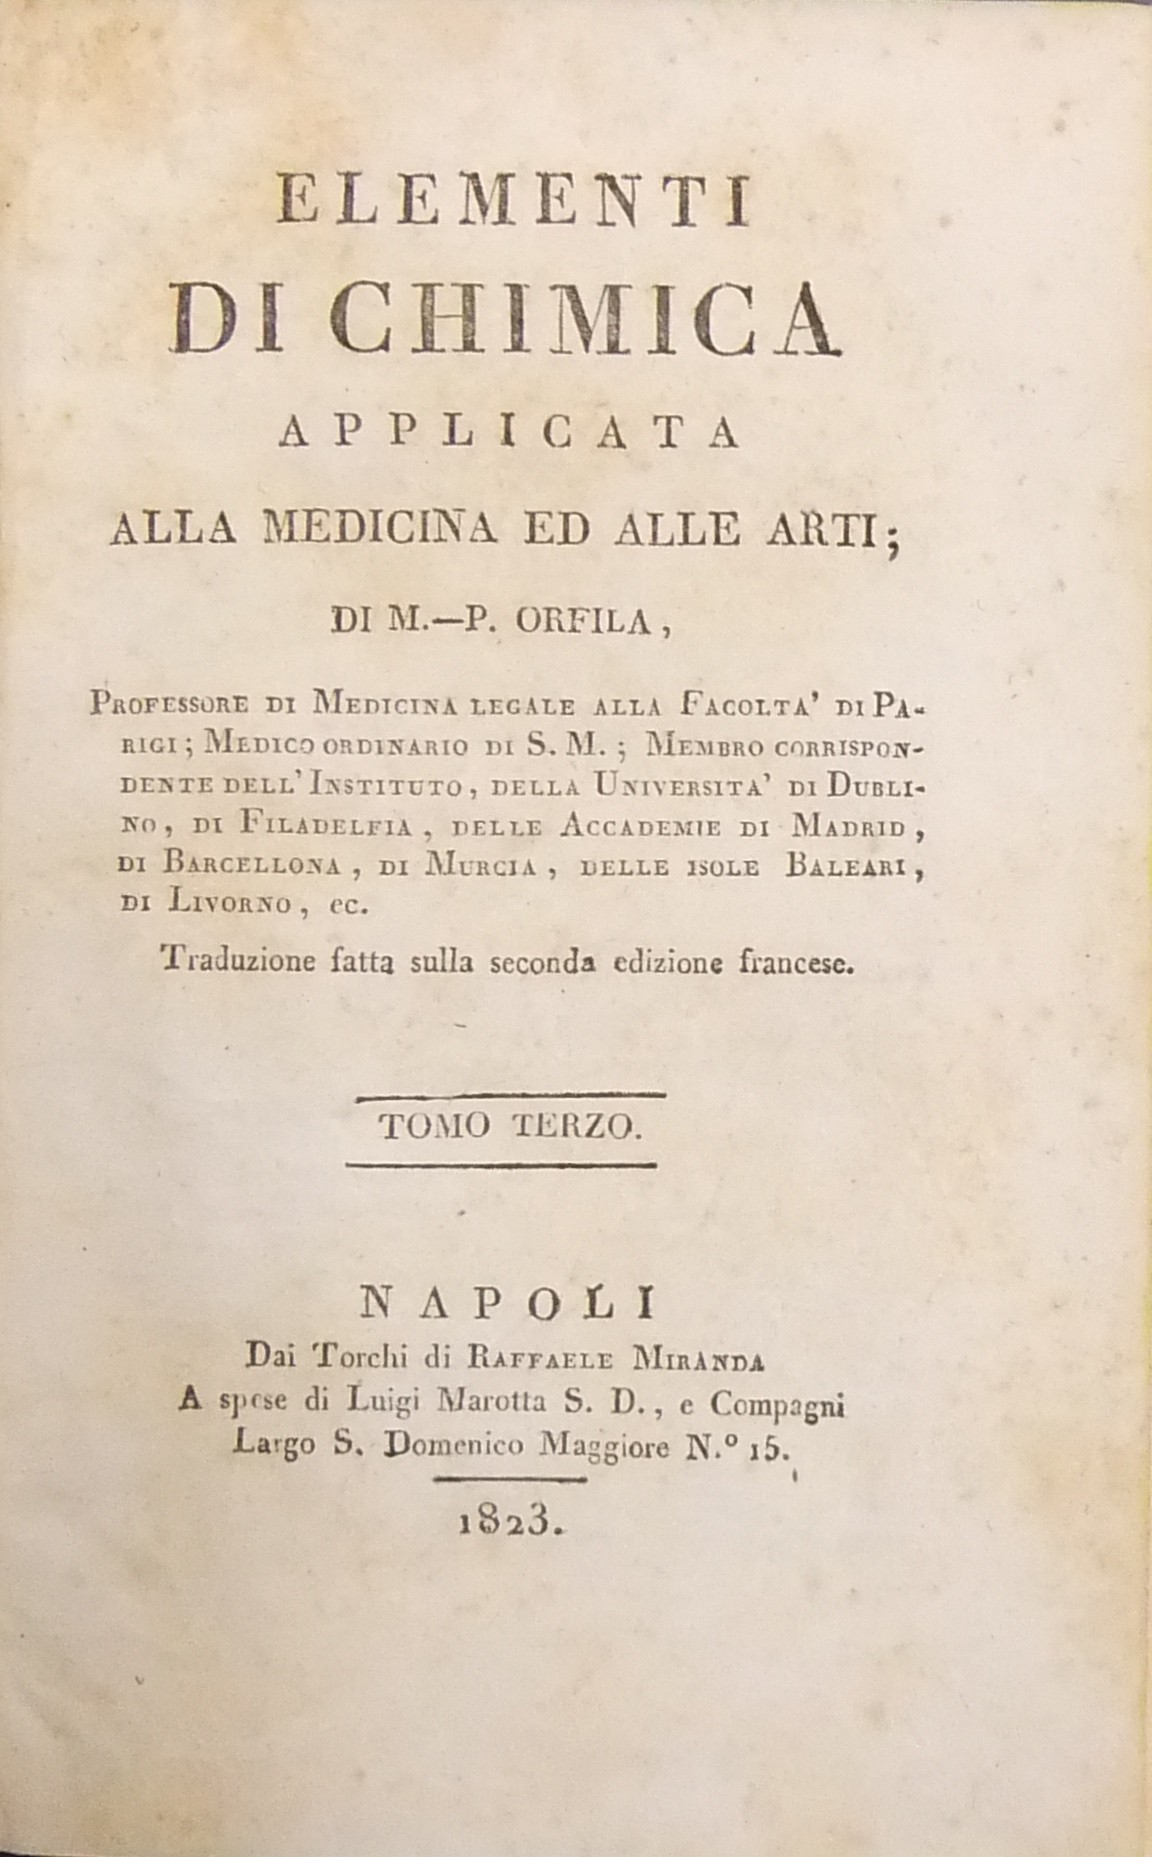 ELEMENTI
DI CHIMICA
APPLICATA
ALLA MEDICINA ED ALLE ARTI;
DI M.—P. ORFILA,
PROFESSORE DI MEDICINA LEGALE ALLA FACOLTA' DI PA-
RIGI; MEDICO ORDINARIO DI S. M.; MEMBRO CORRISPON-
DENTE DELL' INSTITUTO, DELLA UNIVERSITA' DI DUBLI-
NO, DI FILADELFIA, DELLE ACCADEMIE DI MADRID,
DI BARCELLONA, DI MURCIA, DELLE ISOLE BALEARI,
DI LIVORNO, ec.
Traduzione fatta sulla seconda edizione francese.
TOMO TERZO.
NAPOLI
Dai Torchi di RAFFAELE MIRANDA
A spese di Luigi Marotta S. D., e Compagni
Largo S. Domenico Maggiore N.º 15.
1823.